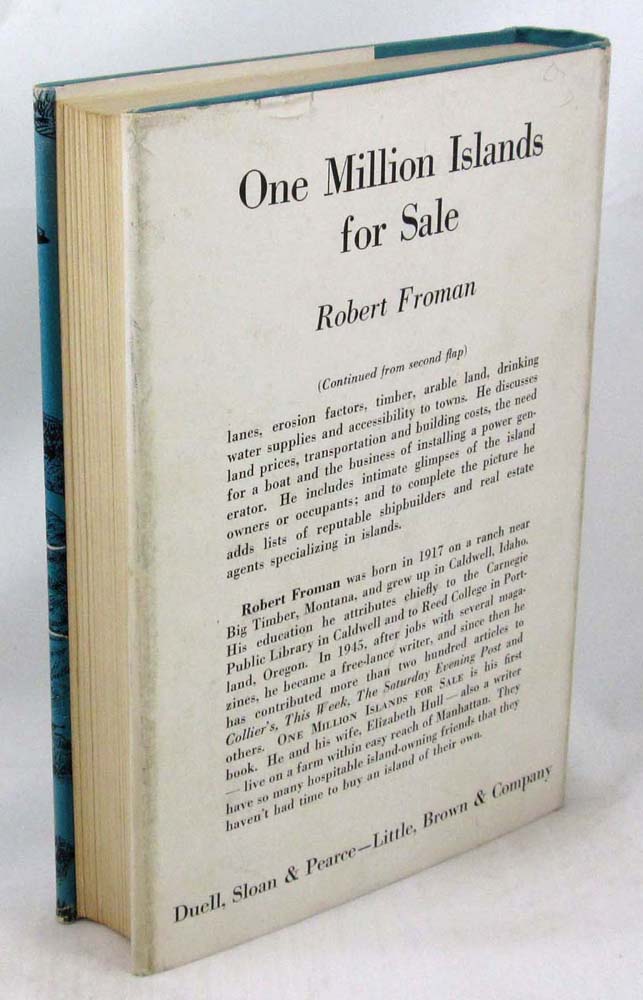 One Million Islands
for Sale
Robert Froman
(Continued from second flap)
lanes, erosion factors, timber, arable land, drinking
water supplies and accessibility to towns. He discusses
land prices, transportation and building costs, the need
for a boat and the business of installing a power gen-
erator. He includes intimate glimpses of the island
owners or occupants; and to complete the picture he
adds lists of reputable shipbuilders and real estate
agents specializing in islands.
Robert Froman was born in 1917 on a ranch near
Big Timber, Montana, and grew up in Caldwell, Idaho.
His education he attributes chiefly to the Carnegie
Public Library in Caldwell and to Reed College in Port-
land, Oregon. In 1945, after jobs with several maga-
zines, he became a free-lance writer, and since then he
has contributed more than two hundred articles to
Collier's, This Week, The Saturday Evening Post and
others. ONE MILLION ISLANDS FOR SALE is his first
book. He and his wife, Elizabeth Hull—also a writer
—live on a farm within easy reach of Manhattan. They
have so many hospitable island-owning friends that they
haven't had time to buy an island of their own.
Duell, Sloan & Pearce—Little, Brown & Company